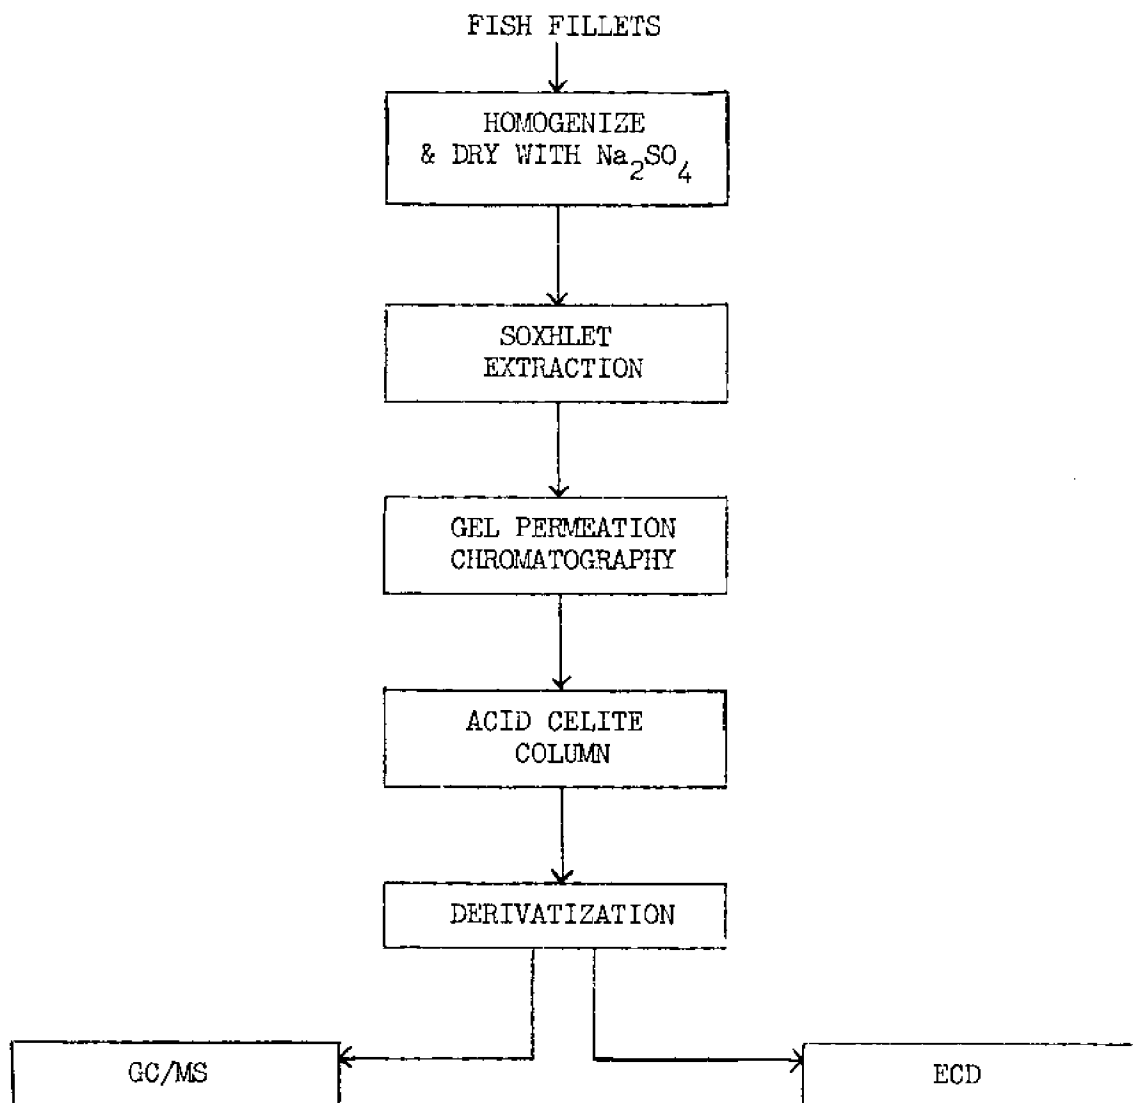 FISH FILLETS
HOMOGENIZE
& DRY WITH Na2SO4
SOXHLET
EXTRACTION
GEL PERMEATION
CHROMATOGRAPHY
ACID CELITE
COLUMN
DERIVATIZATION
GC/MS
ECD